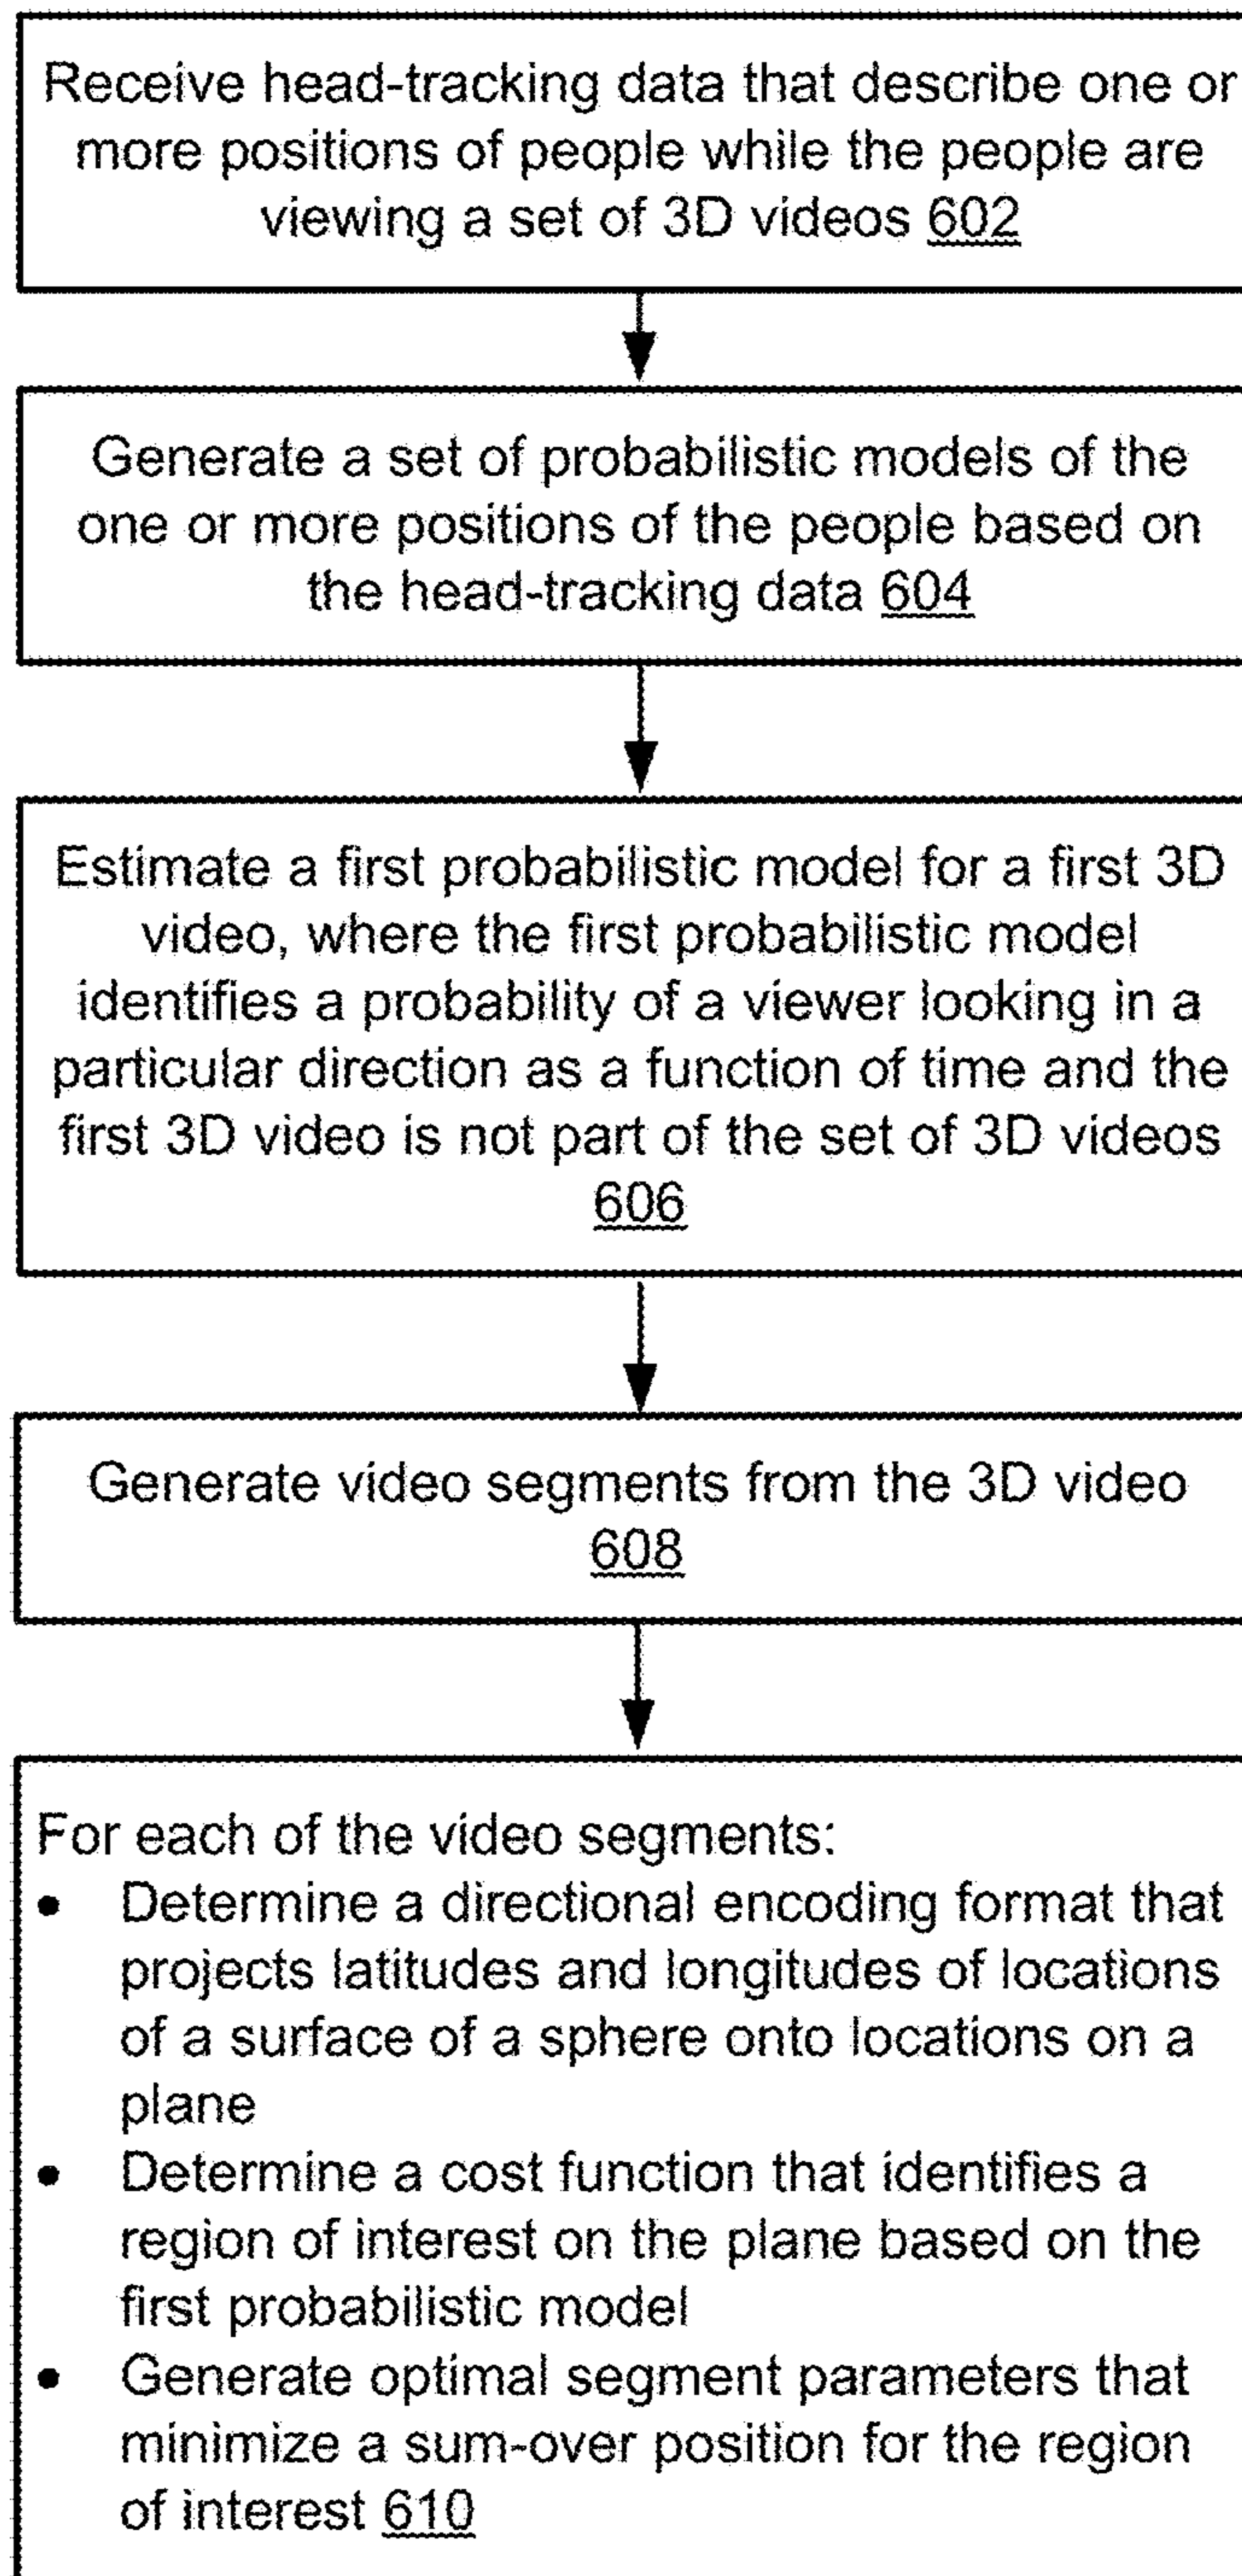 Receive head-tracking data that describe one or
more positions of people while the people are
viewing a set of 3D videos 602
Generate a set of probabilistic models of the
one or more positions of the people based on
the head-tracking data 604
Estimate a first probabilistic model for a first 3D
video, where the first probabilistic model
identifies a probability of a viewer looking in a
particular direction as a function of time and the
first 3D video is not part of the set of 3D videos
606
Generate video segments from the 3D video
608
For each of the video segments:
• Determine a directional encoding format that
projects latitudes and longitudes of locations
of a surface of a sphere onto locations on a
plane
• Determine a cost function that identifies a
region of interest on the plane based on the
first probabilistic model
• Generate optimal segment parameters that
minimize a sum-over position for the region
of interest 610